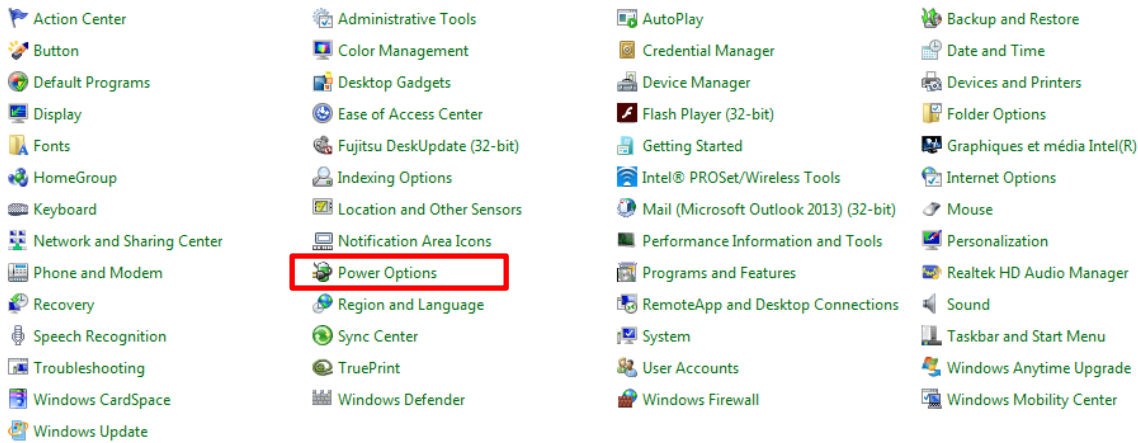 Action Center
Administrative Tools
AutoPlay
Backup and Restore
Button
Color Management
Credential Manager
Date and Time
Default Programs
Desktop Gadgets
Device Manager
Devices and Printers
Display
Ease of Access Center
Flash Player (32-bit)
Folder Options
Fonts
Fujitsu DeskUpdate (32-bit)
Getting Started
Graphiques et média Intel(R)
HomeGroup
Indexing Options
Intel® PROSet/Wireless Tools
Internet Options
Keyboard
Location and Other Sensors
Mail (Microsoft Outlook 2013) (32-bit)
Mouse
Network and Sharing Center
Notification Area Icons
Performance Information and Tools
Personalization
Phone and Modem
Power Options
Programs and Features
Realtek HD Audio Manager
Recovery
Region and Language
RemoteApp and Desktop Connections
Sound
Speech Recognition
Sync Center
System
Taskbar and Start Menu
Troubleshooting
TruePrint
User Accounts
Windows Anytime Upgrade
Windows CardSpace
Windows Defender
Windows Firewall
Windows Mobility Center
Windows Update